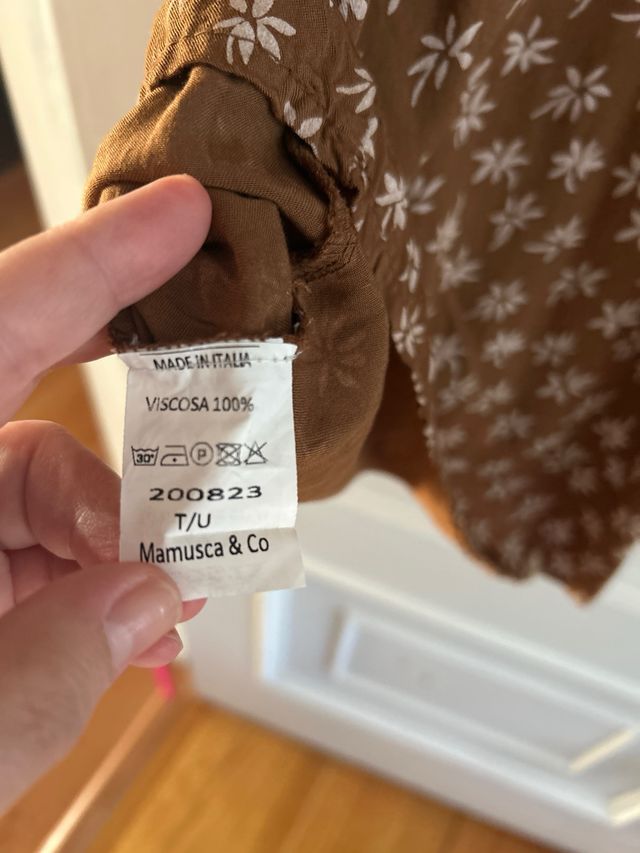 MADE IN ITALIA
VISCOSA 100%
30° P
200823
T/U
Mamusca & Co